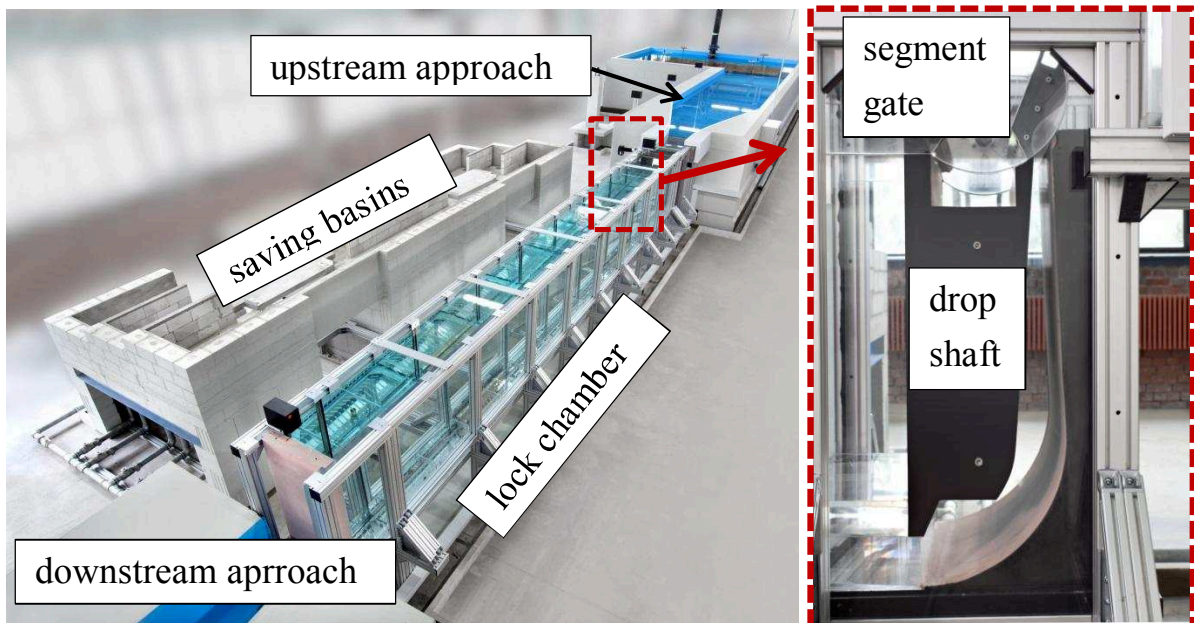 upstream approach
saving basins
lock chamber
downstream aprroach
segment
gate
drop
shaft